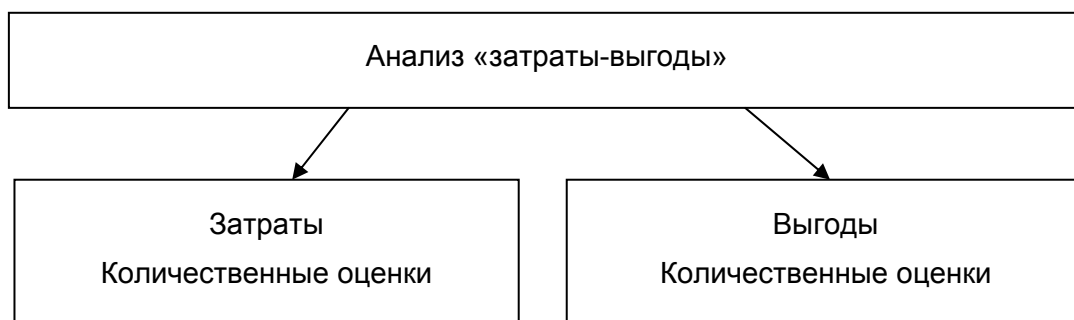 Анализ «затраты-выгоды»
Затраты
Количественные оценки
Выгоды
Количественные оценки